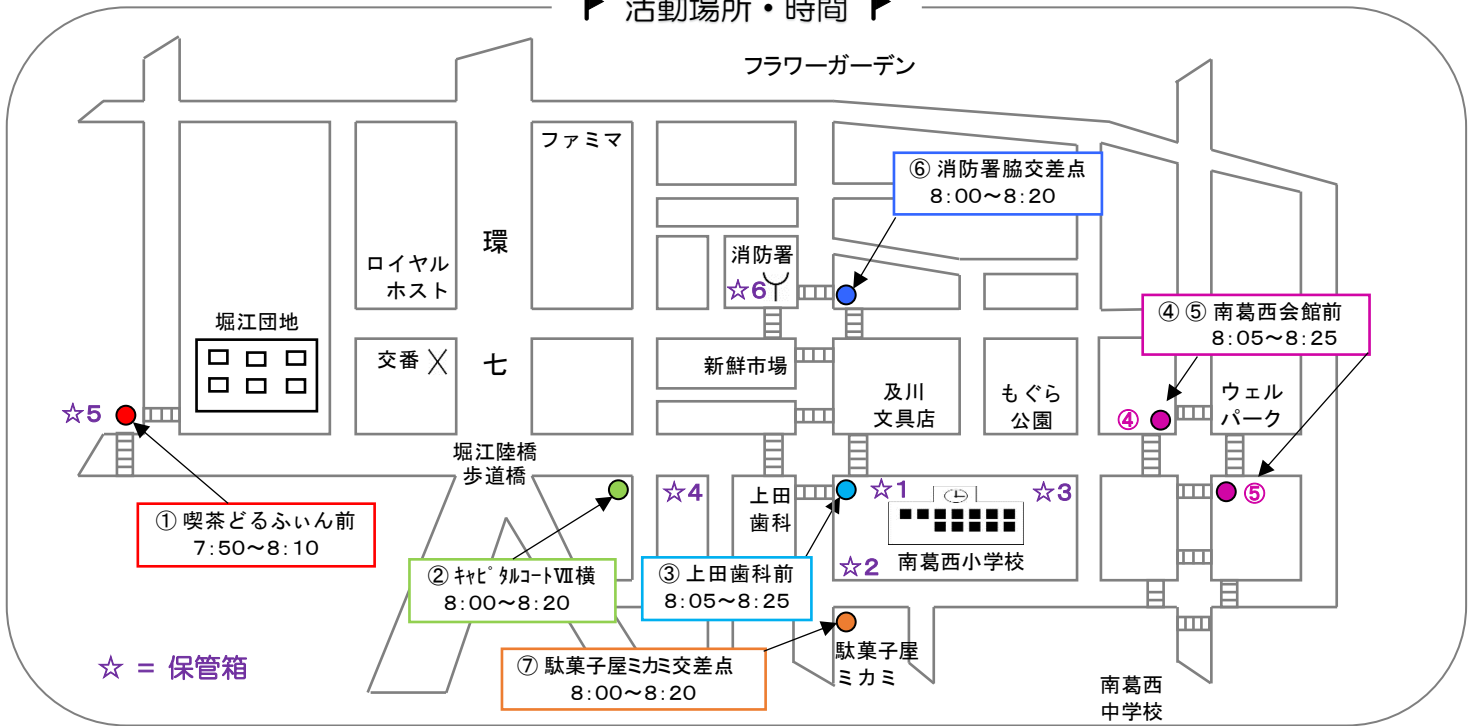 活動場所・時間
フラワーガーデン
ファミマ
⑥ 消防署脇交差点
8:00～8:20
環
七
消防署
☆6
ロイヤル
ホスト
④ ⑤ 南葛西会館前
8:05～8:25
堀江団地
交番
新鮮市場
及川
文具店
もぐら
公園
ウェル
パーク
④
☆5
堀江陸橋
歩道橋
☆4
上田
歯科
☆1
☆3
⑤
① 喫茶どるふぃん前
7:50～8:10
南葛西小学校
☆2
② ｷｬﾋﾟﾀﾙｺｰﾄⅦ横
8:00～8:20
③ 上田歯科前
8:05～8:25
☆ = 保管箱
⑦ 駄菓子屋ミカミ交差点
8:00～8:20
駄菓子屋
ミカミ
南葛西
中学校